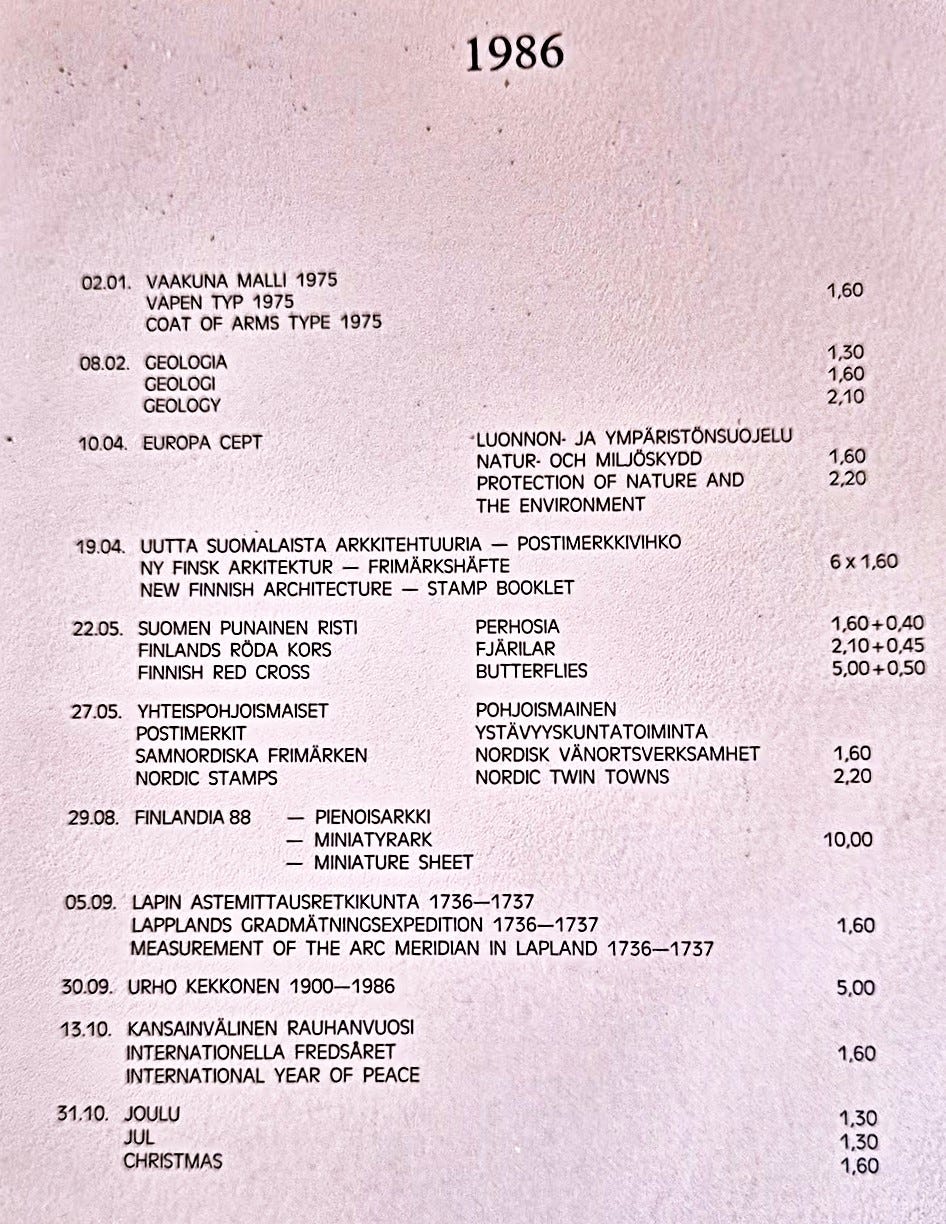 1986
02.01. VAAKUNA MALLI 1975
VAPEN TYP 1975 1,60
COAT OF ARMS TYPE 1975
08.02. GEOLOGIA 1,30
GEOLOGI 1,60
GEOLOGY 2,10
10.04. EUROPA CEPT LUONNON- JA YMPÄRISTÖNSUOJELU
NATUR- OCH MILJÖSKYDD 1,60
PROTECTION OF NATURE AND 2,20
THE ENVIRONMENT
19.04. UUTTA SUOMALAISTA ARKKITEHTUURIA — POSTIMERKKIVIHKO
NY FINSK ARKITEKTUR — FRIMÄRKSHÄFTE 6 x 1,60
NEW FINNISH ARCHITECTURE — STAMP BOOKLET
22.05. SUOMEN PUNAINEN RISTI PERHOSIA 1,60+0,40
FINLANDS RÖDA KORS FJÄRILAR 2,10+0,45
FINNISH RED CROSS BUTTERFLIES 5,00+0,50
27.05. YHTEISPOHJOISMAISET POHJOISMAINEN
POSTIMERKIT YSTÄVYYSKUNTATOIMINTA
SAMNORDISKA FRIMÄRKEN NORDISK VÄNORTSVERKSAMHET 1,60
NORDIC STAMPS NORDIC TWIN TOWNS 2,20
29.08. FINLANDIA 88 — PIENOISARKKI
— MINIATYRARK 10,00
— MINIATURE SHEET
05.09. LAPIN ASTEMITTAUSRETKIKUNTA 1736—1737
LAPPLANDS GRADMÄTNINGSEXPEDITION 1736—1737 1,60
MEASUREMENT OF THE ARC MERIDIAN IN LAPLAND 1736—1737
30.09. URHO KEKKONEN 1900—1986 5,00
13.10. KANSAINVÄLINEN RAUHANVUOSI
INTERNATIONELLA FREDSÅRET 1,60
INTERNATIONAL YEAR OF PEACE
31.10. JOULU 1,30
JUL 1,30
CHRISTMAS 1,60